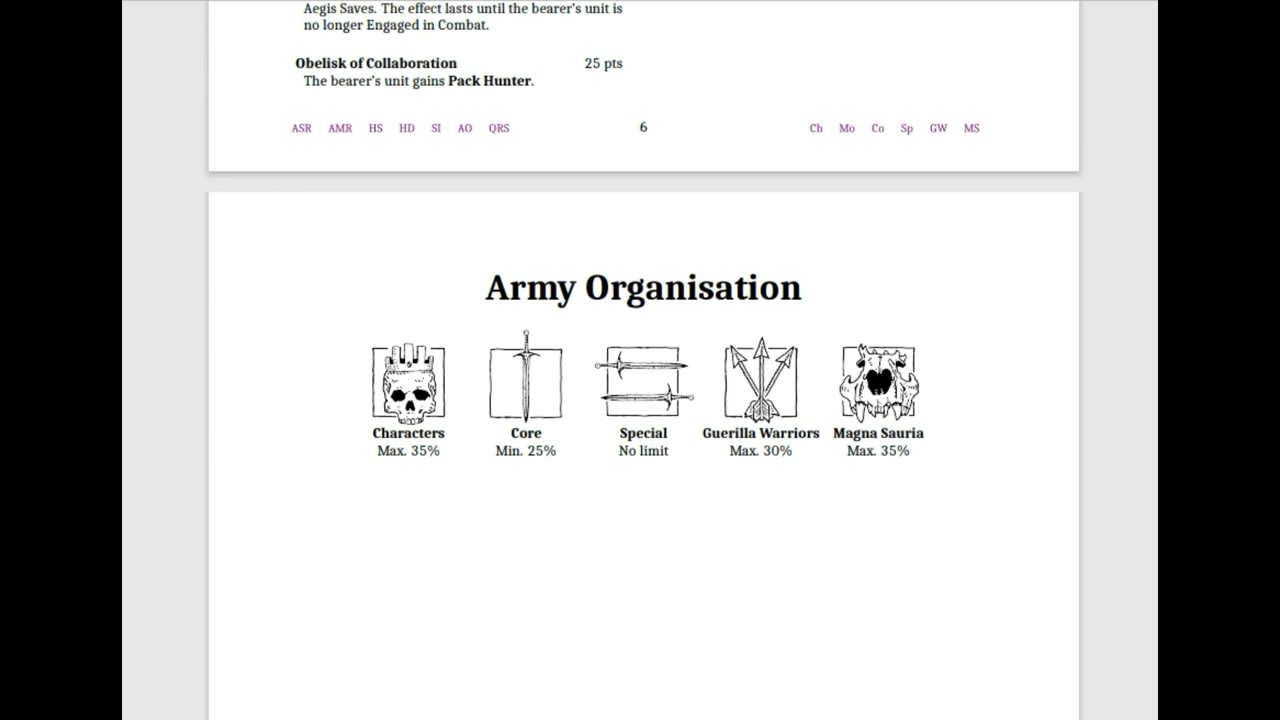 Aegis Saves. The effect lasts until the bearer's unit is
no longer Engaged in Combat.
Obelisk of Collaboration 25 pts
The bearer's unit gains Pack Hunter.
ASR AMR HS HD SI AO QRS 6 Ch Mo Co Sp GW MS
Army Organisation
Characters Core Special Guerilla Warriors Magna Sauria
Max. 35% Min. 25% No limit Max. 30% Max. 35%